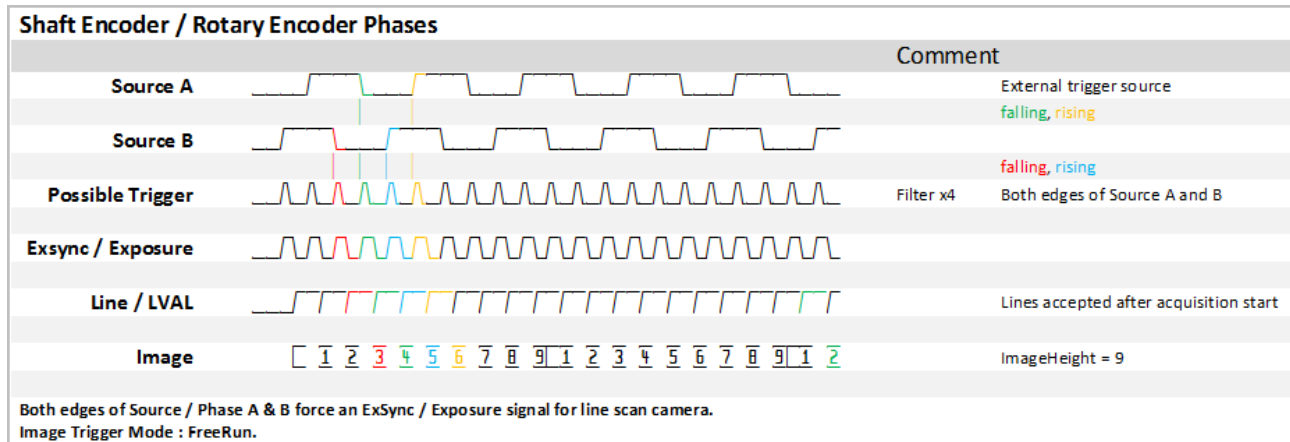 Shaft Encoder / Rotary Encoder Phases
Comment
Source A External trigger source
falling, rising
Source B
falling, rising
Possible Trigger Filter x4 Both edges of Source A and B
Exsync / Exposure
Line / LVAL Lines accepted after acquisition start
Image 1 2 3 4 5 6 7 8 9 1 2 3 4 5 6 7 8 9 1 2 ImageHeight = 9
Both edges of Source / Phase A & B force an ExSync / Exposure signal for line scan camera.
Image Trigger Mode : FreeRun.